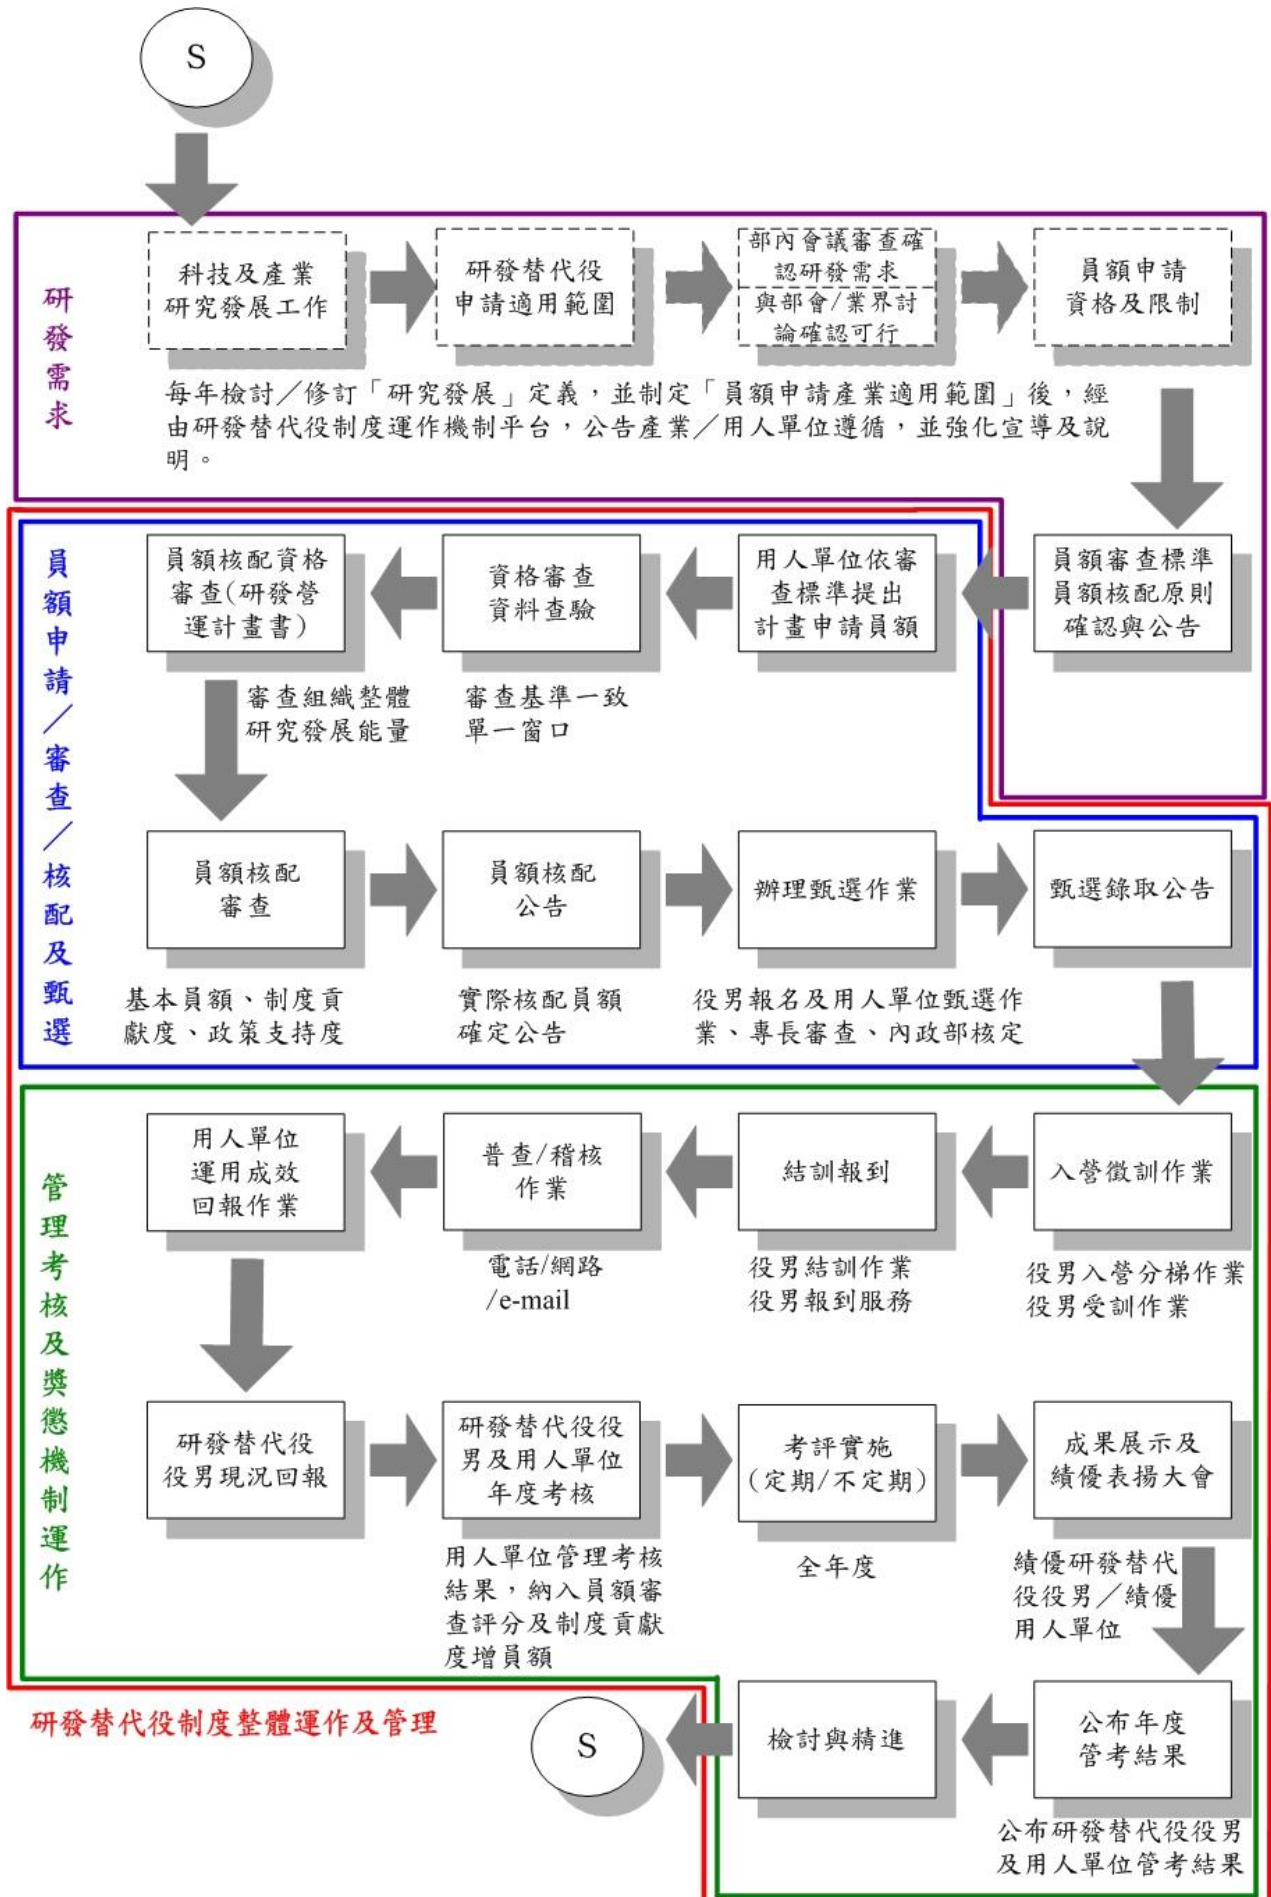 S
研發需求
科技及產業
研究發展工作
研發替代役
申請適用範圍
部內會議審查確
認研發需求
與部會/業界討
論確認可行
員額申請
資格及限制
每年檢討／修訂「研究發展」定義，並制定「員額申請產業適用範圍」後，經
由研發替代役制度運作機制平台，公告產業／用人單位遵循，並強化宣導及說
明。
員額審查標準
員額核配原則
確認與公告
員額申請／審查／核配及甄選
用人單位依審
查標準提出
計畫申請員額
資格審查
資料查驗
審查基準一致
單一窗口
員額核配資格
審查(研發營
運計畫書)
審查組織整體
研究發展能量
員額核配
審查
基本員額、制度貢
獻度、政策支持度
員額核配
公告
實際核配員額
確定公告
辦理甄選作業
役男報名及用人單位甄選作
業、專長審查、內政部核定
甄選錄取公告
管理考核及獎懲機制運作
入營徵訓作業
役男入營分梯作業
役男受訓作業
結訓報到
役男結訓作業
役男報到服務
普查/稽核
作業
電話/網路
/e-mail
用人單位
運用成效
回報作業
研發替代役
役男現況回報
研發替代役役
男及用人單位
年度考核
用人單位管理考核
結果，納入員額審
查評分及制度貢獻
度增員額
考評實施
(定期/不定期)
全年度
成果展示及
績優表揚大會
績優研發替代
役役男／績優
用人單位
公布年度
管考結果
公布研發替代役役男
及用人單位管考結果
檢討與精進
S
研發替代役制度整體運作及管理